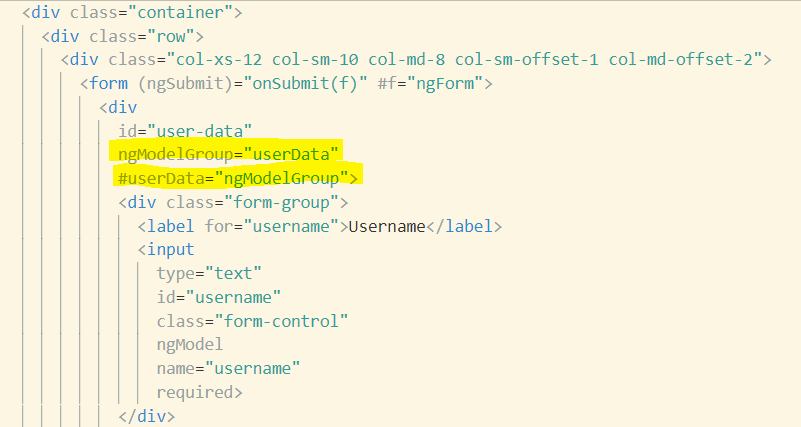 <div class="container">
<div class="row">
<div class="col-xs-12 col-sm-10 col-md-8 col-sm-offset-1 col-md-offset-2">
<form (ngSubmit)="onSubmit(f)" #f="ngForm">
<div
id="user-data"
ngModelGroup="userData"
#userData="ngModelGroup">
<div class="form-group">
<label for="username">Username</label>
<input
type="text"
id="username"
class="form-control"
ngModel
name="username"
required>
</div>